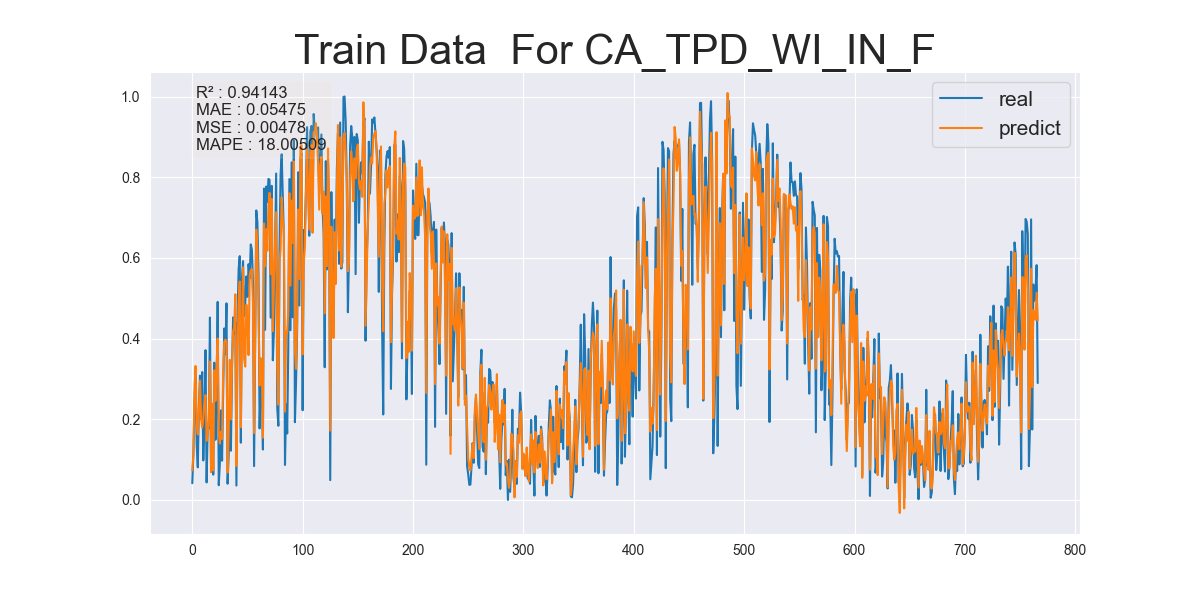 Train Data  For CA_TPD_WI_IN_F
R² : 0.94143
MAE : 0.05475
MSE : 0.00478
MAPE : 18.00509
real
predict
1.0
0.8
0.6
0.4
0.2
0.0
0 100 200 300 400 500 600 700 800